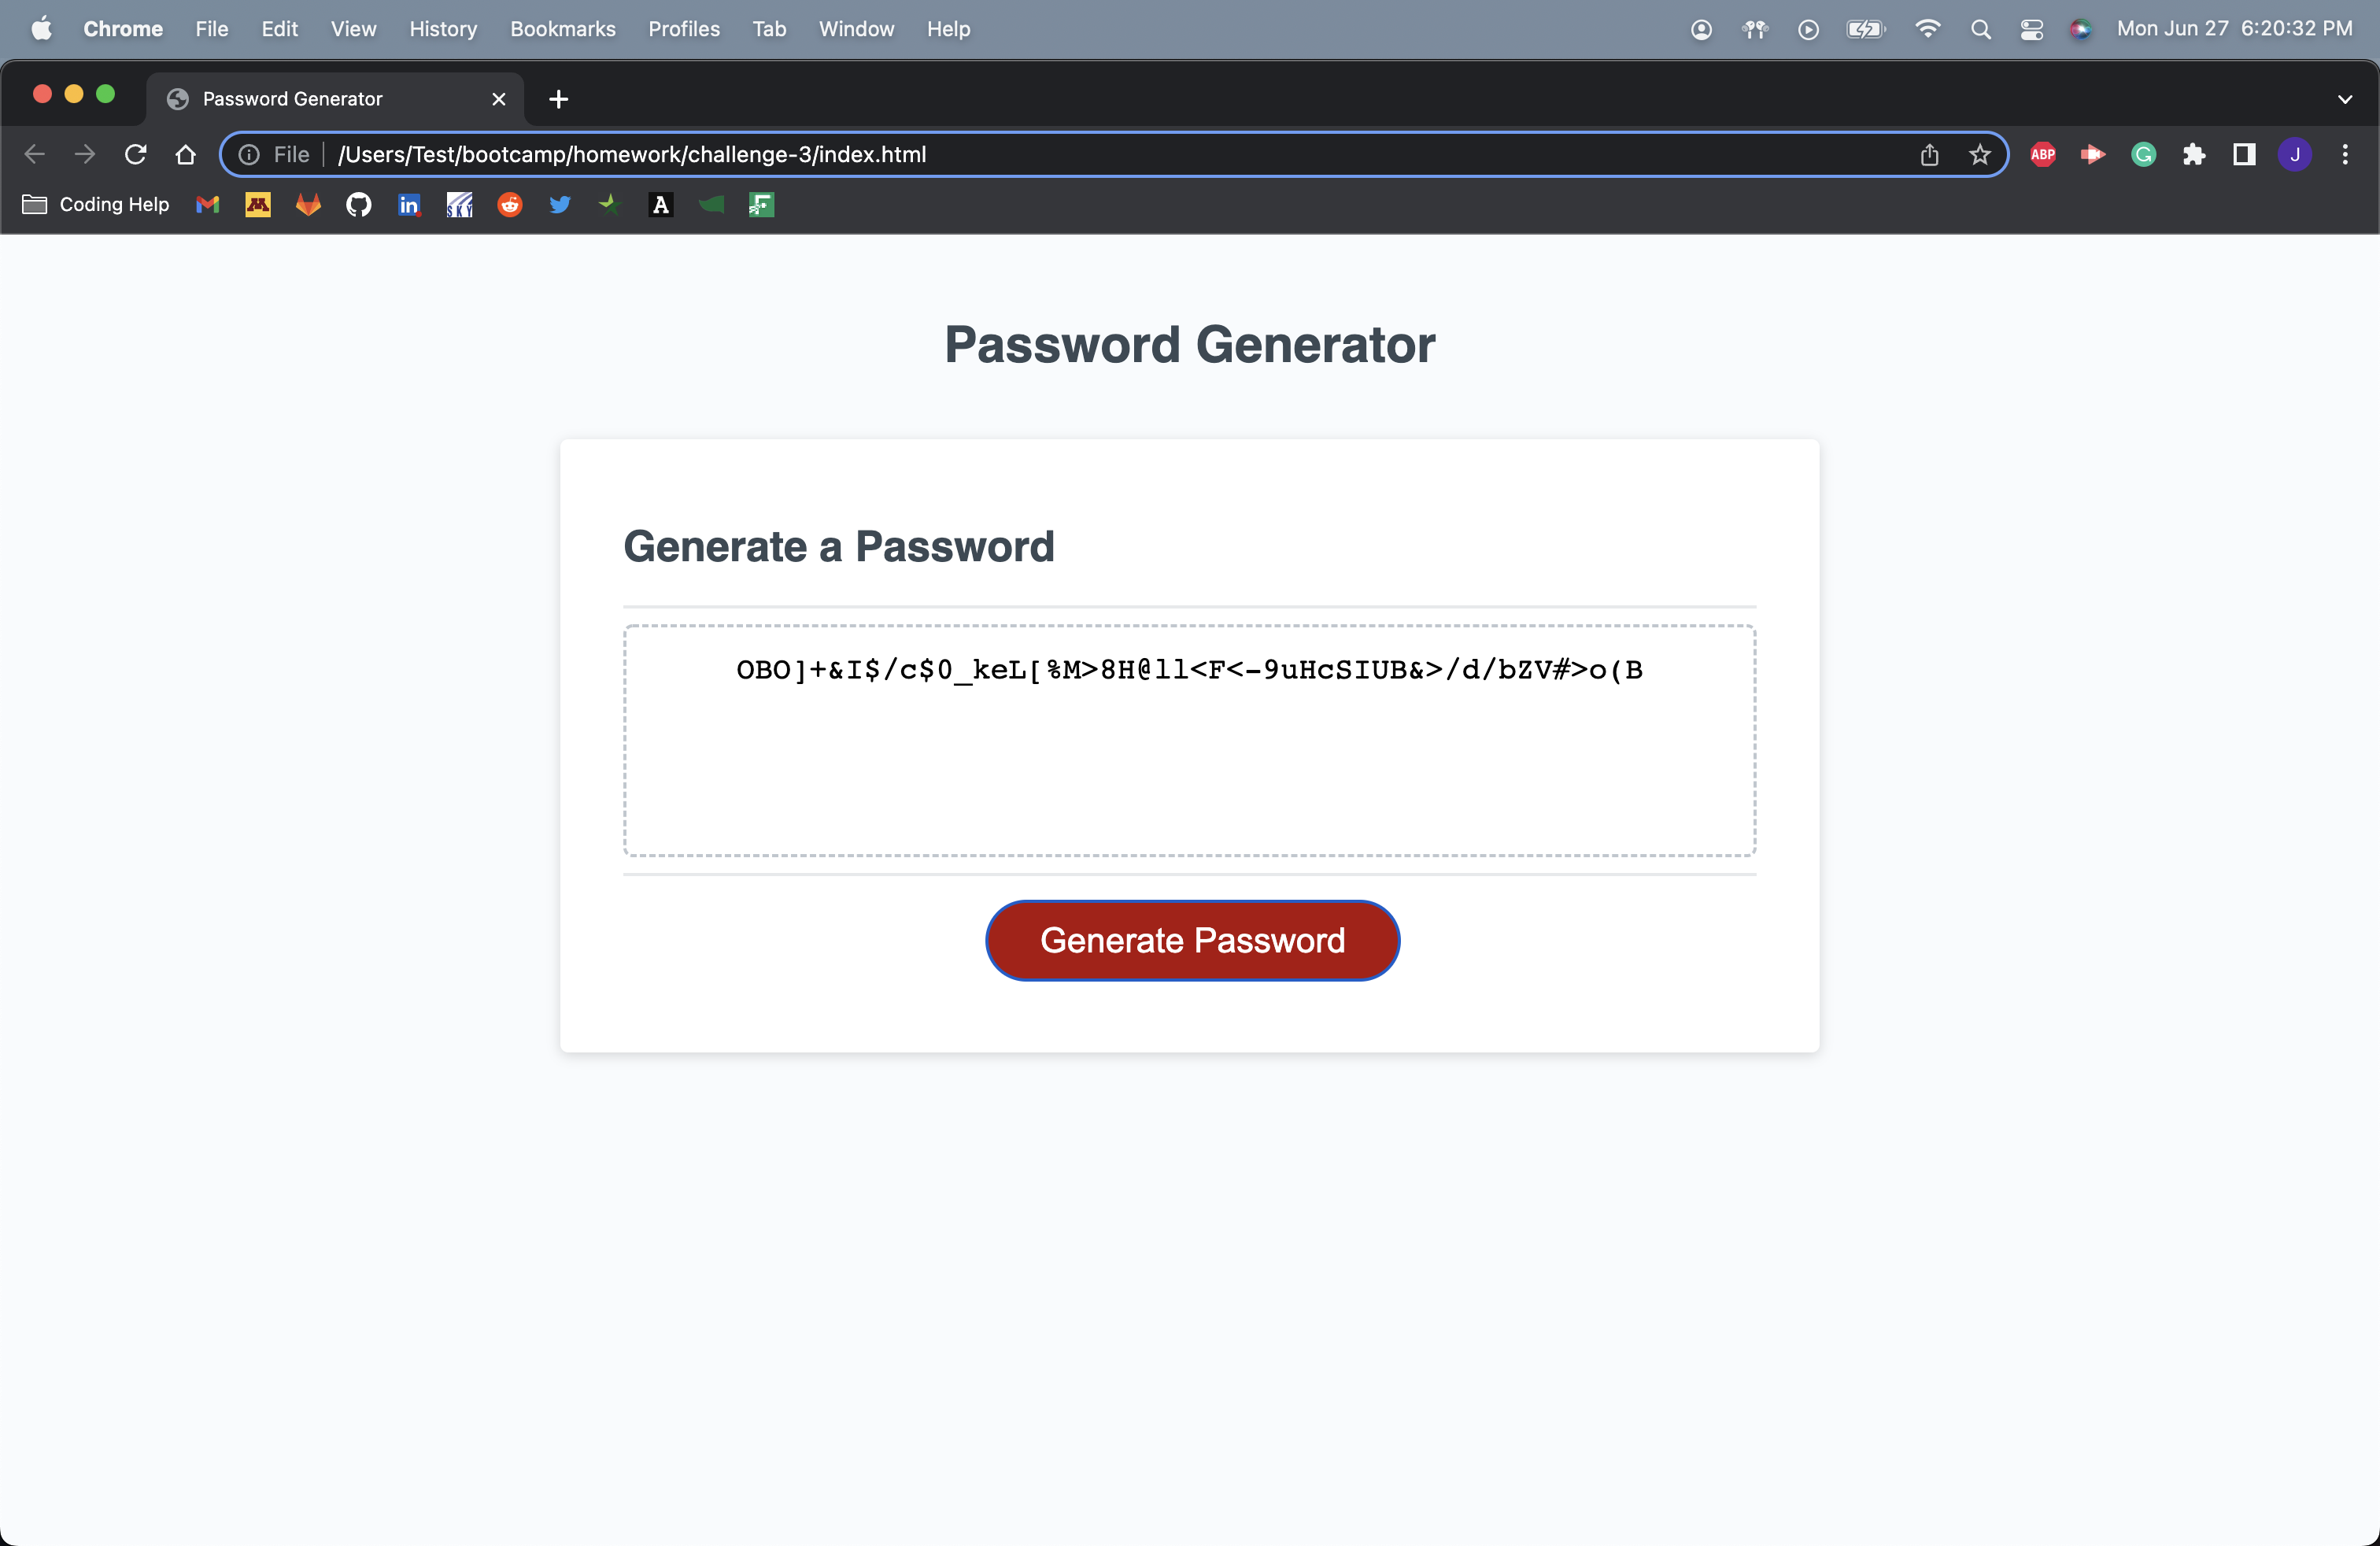 Chrome File Edit View History Bookmarks Profiles Tab Window Help Mon Jun 27 6:20:32 PM
Password Generator
File /Users/Test/bootcamp/homework/challenge-3/index.html ABP J
Coding Help in SKY A
Password Generator
Generate a Password
OBO]+&I$/c$0_keL[%M>8H@ll<F<-9uHcSIUB&>/d/bZV#>o(B
Generate Password